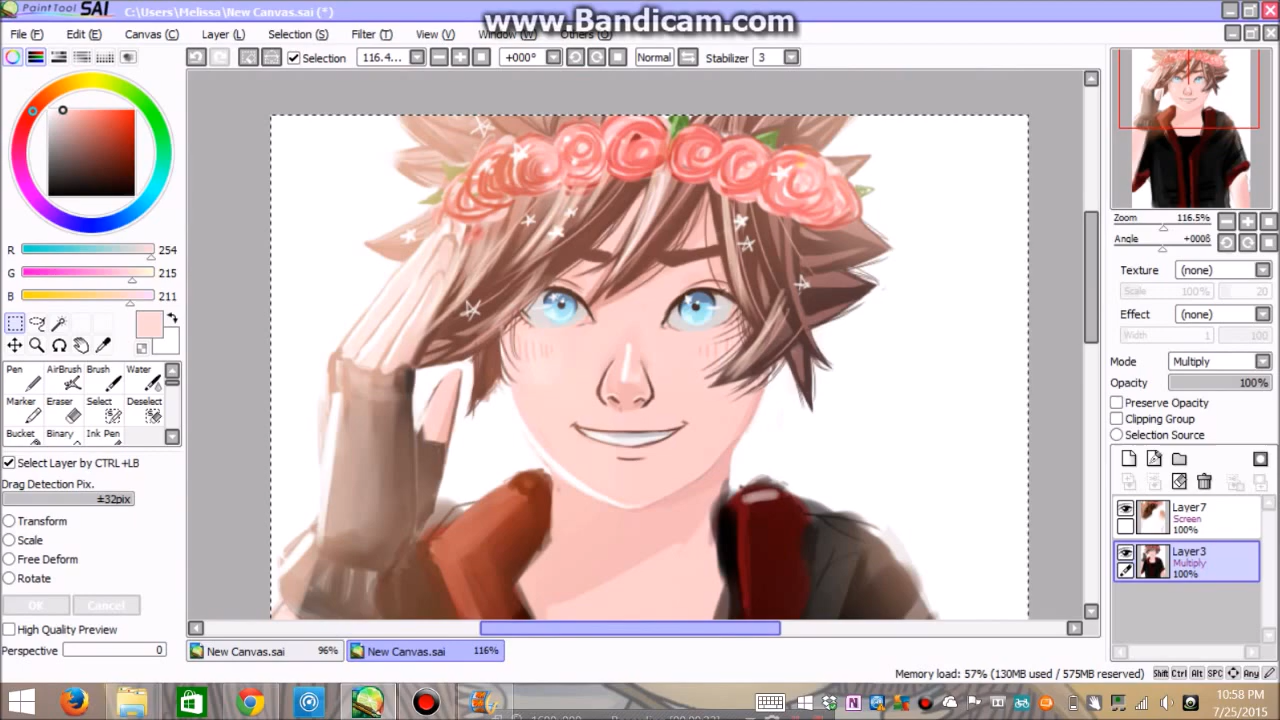 PaintTool SAI C:\Users\Melissa\New Canvas.sai (*)
www.Bandicam.com
File (F) Edit (E) Canvas (C) Layer (L) Selection (S) Filter (T) View (V) Window (W) Others (O)
Selection 116.4... +000° Normal Stabilizer 3
R 254
G 215
B 211
Pen AirBrush Brush Water
Marker Eraser Select Deselect
Bucket Binary Ink Pen
Select Layer by CTRL+LB
Drag Detection Pix.
±32pix
Transform
Scale
Free Deform
Rotate
OK Cancel
High Quality Preview
Perspective 0
Zoom 116.5%
Angle +000θ
Texture (none)
Scale 100% 20
Effect (none)
Width 1 100
Mode Multiply
Opacity 100%
Preserve Opacity
Clipping Group
Selection Source
Layer7
Screen
100%
Layer3
Multiply
100%
New Canvas.sai 96% New Canvas.sai 116%
Memory load: 57% (130MB used / 575MB reserved) Shift Ctrl Alt SPC Any
10:58 PM
7/25/2015